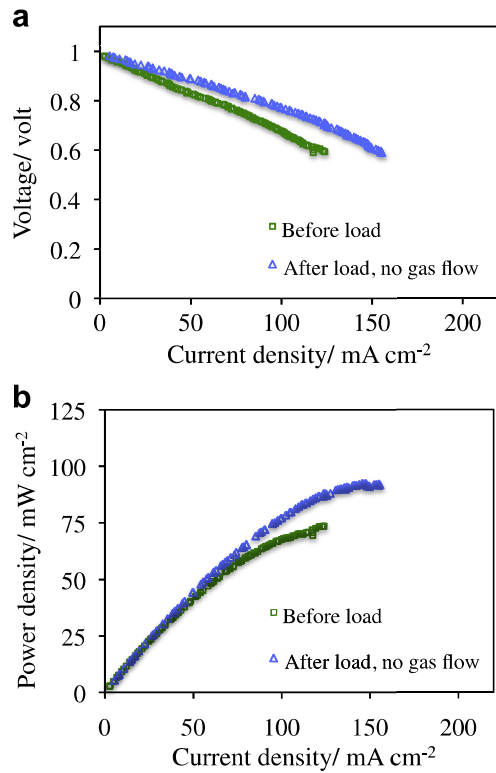 a
1
0.8
0.6
0.4
0.2
0
Voltage/ volt
Before load
After load, no gas flow
0 50 100 150 200
Current density/ mA cm-2
b
125
100
75
50
25
0
Power density/ mW cm-2
Before load
After load, no gas flow
0 50 100 150 200
Current density/ mA cm-2